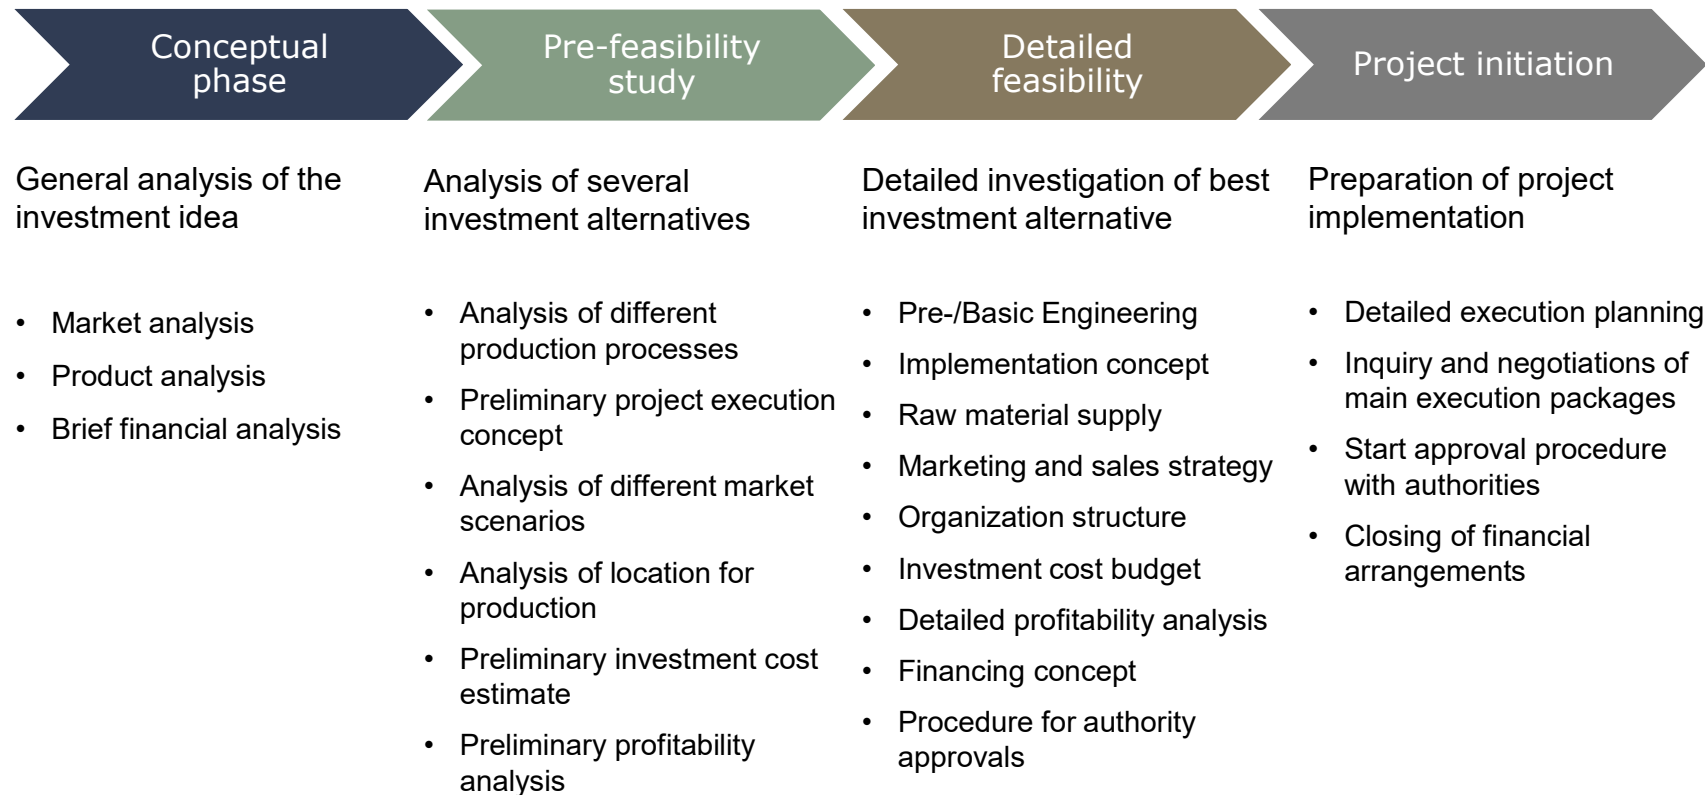 Conceptual
phase
Pre-feasibility
study
Detailed
feasibility
Project initiation
General analysis of the
investment idea
• Market analysis
• Product analysis
• Brief financial analysis
Analysis of several
investment alternatives
• Analysis of different
production processes
• Preliminary project execution
concept
• Analysis of different market
scenarios
• Analysis of location for
production
• Preliminary investment cost
estimate
• Preliminary profitability
analysis
Detailed investigation of best
investment alternative
• Pre-/Basic Engineering
• Implementation concept
• Raw material supply
• Marketing and sales strategy
• Organization structure
• Investment cost budget
• Detailed profitability analysis
• Financing concept
• Procedure for authority
approvals
Preparation of project
implementation
• Detailed execution planning
• Inquiry and negotiations of
main execution packages
• Start approval procedure
with authorities
• Closing of financial
arrangements